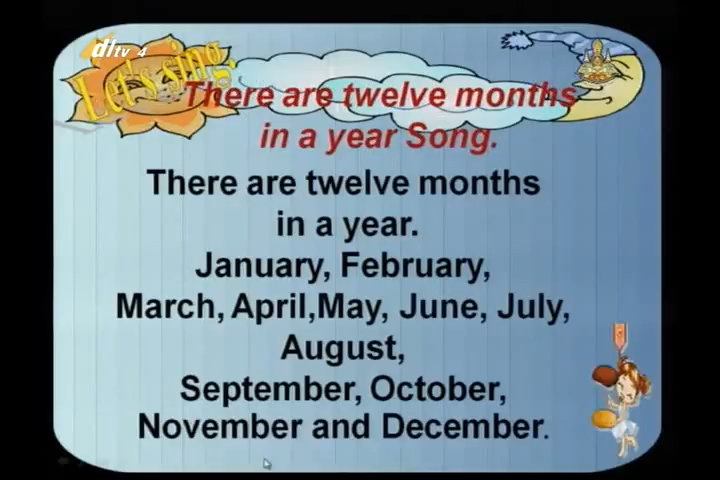 dltv 4
Let's sing.
There are twelve months
in a year Song.
There are twelve months
in a year.
January, February,
March, April,May, June, July,
August,
September, October,
November and December.